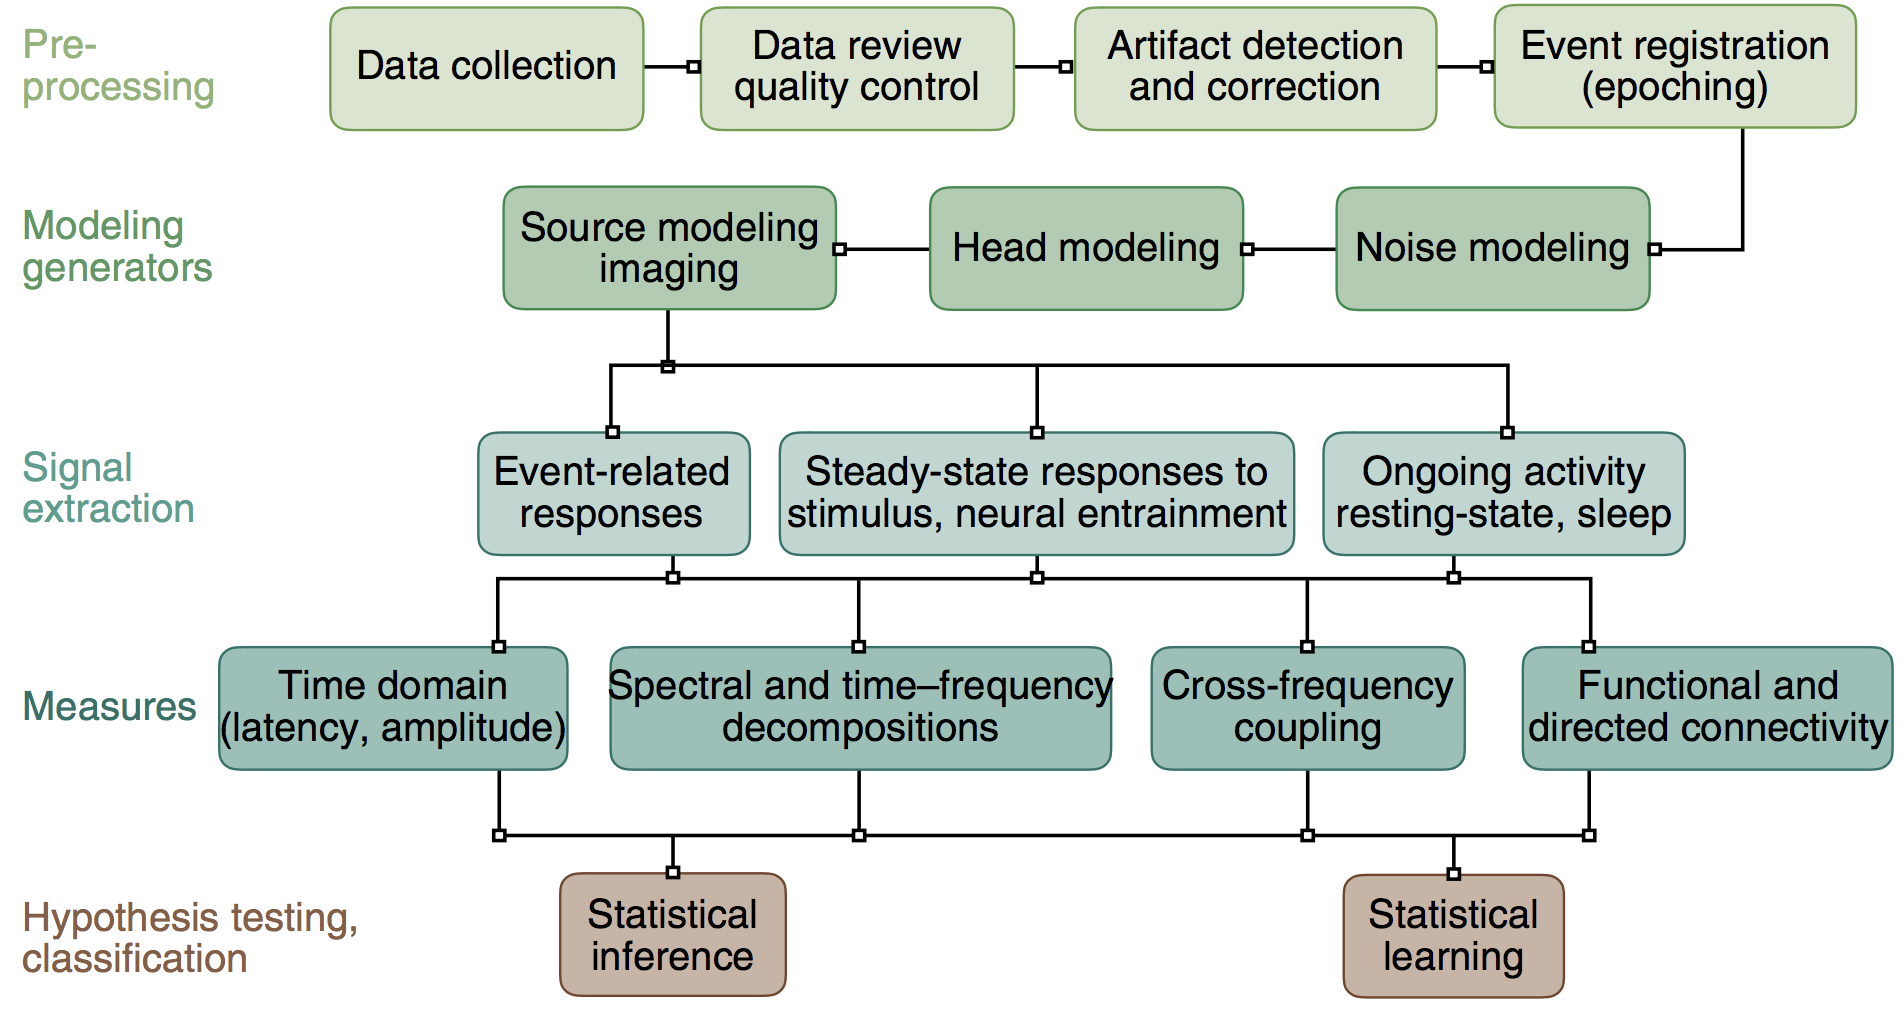 Pre-
processing
Data collection
Data review
quality control
Artifact detection
and correction
Event registration
(epoching)
Modeling
generators
Source modeling
imaging
Head modeling
Noise modeling
Signal
extraction
Event-related
responses
Steady-state responses to
stimulus, neural entrainment
Ongoing activity
resting-state, sleep
Measures
Time domain
(latency, amplitude)
Spectral and time–frequency
decompositions
Cross-frequency
coupling
Functional and
directed connectivity
Hypothesis testing,
classification
Statistical
inference
Statistical
learning